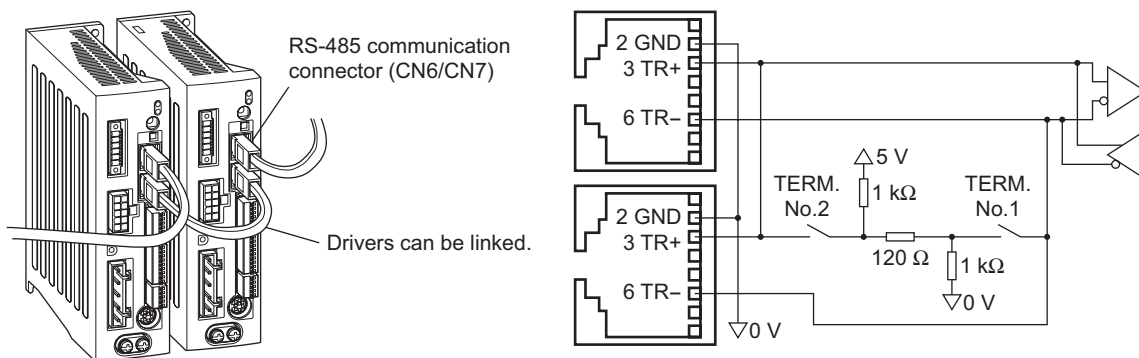 RS-485 communication
connector (CN6/CN7)
Drivers can be linked.
2 GND
3 TR+
6 TR−
5 V
TERM.
No.2
1 kΩ
TERM.
No.1
2 GND
3 TR+
120 Ω
1 kΩ
6 TR−
0 V
0 V